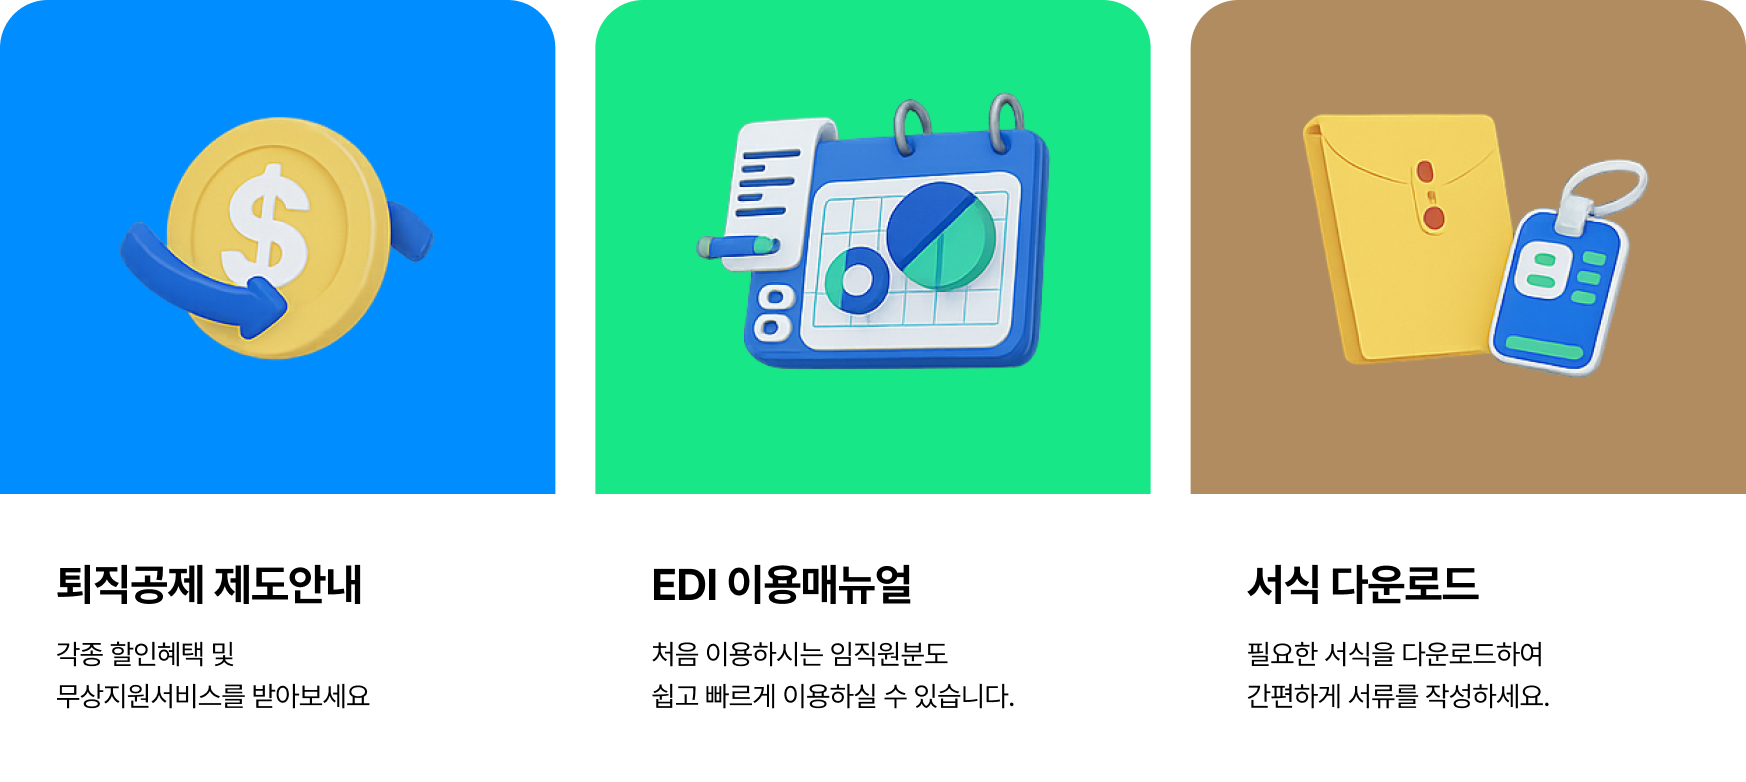 $
퇴직공제 제도안내
각종 할인혜택 및
무상지원서비스를 받아보세요
EDI 이용매뉴얼
처음 이용하시는 임직원분도
쉽고 빠르게 이용하실 수 있습니다.
서식 다운로드
필요한 서식을 다운로드하여
간편하게 서류를 작성하세요.